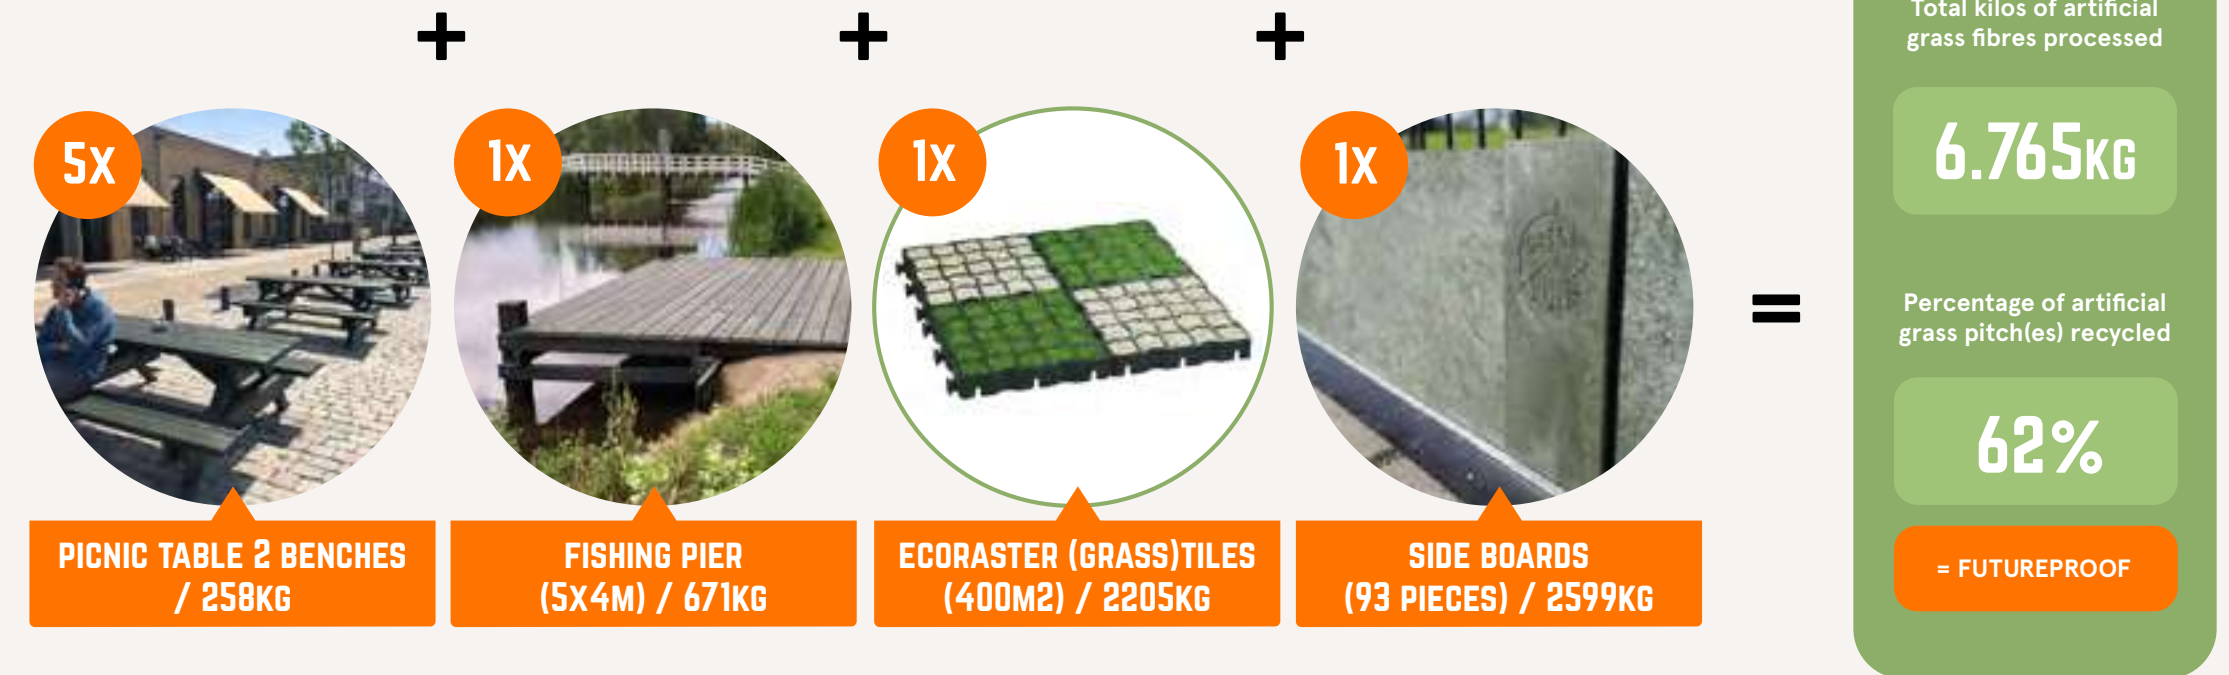 + + +
5X
1X
1X
1X
PICNIC TABLE 2 BENCHES
/ 258KG
FISHING PIER
(5X4M) / 671KG
ECORASTER (GRASS)TILES
(400M2) / 2205KG
SIDE BOARDS
(93 PIECES) / 2599KG
=
Total kilos of artificial
grass fibres processed
6.765KG
Percentage of artificial
grass pitch(es) recycled
62%
= FUTUREPROOF